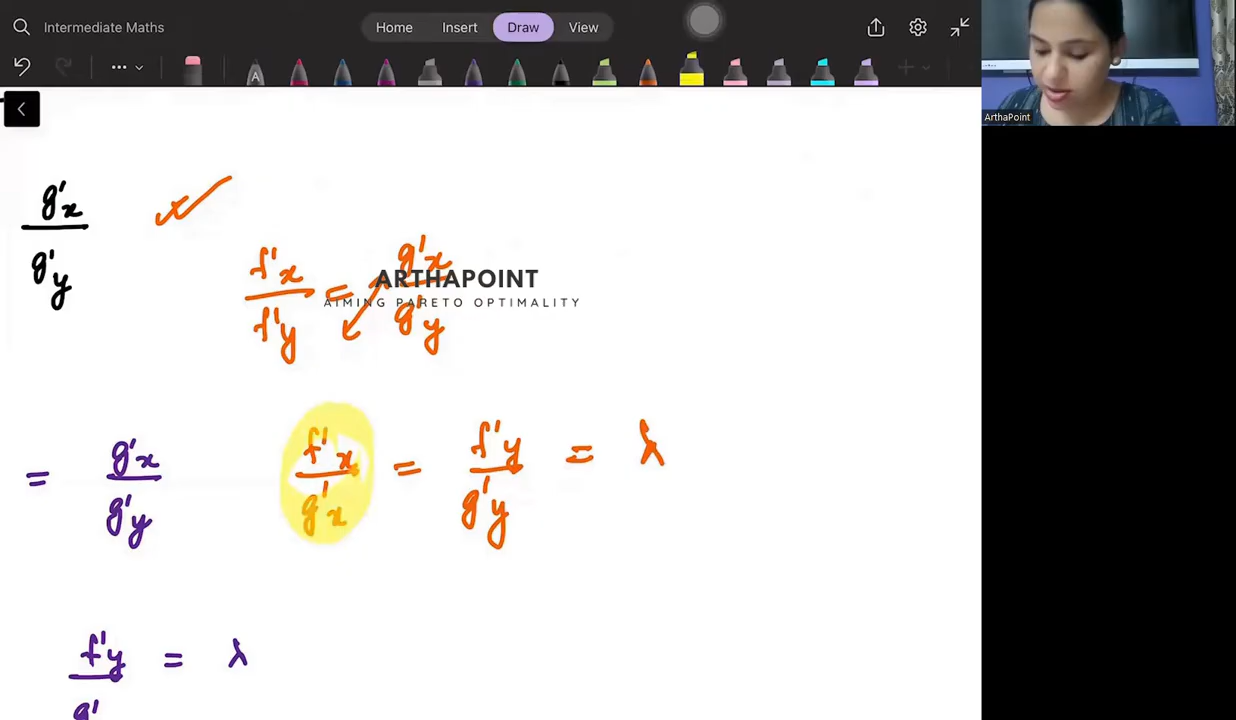 Intermediate Maths
Home Insert Draw View
A
ArthaPoint
g'x / g'y
f'x / f'y = g'x / g'y
ARTHAPOINT
AIMING PARETO OPTIMALITY
= g'x / g'y
f'x / g'x = f'y / g'y = λ
f'y / g' = λ